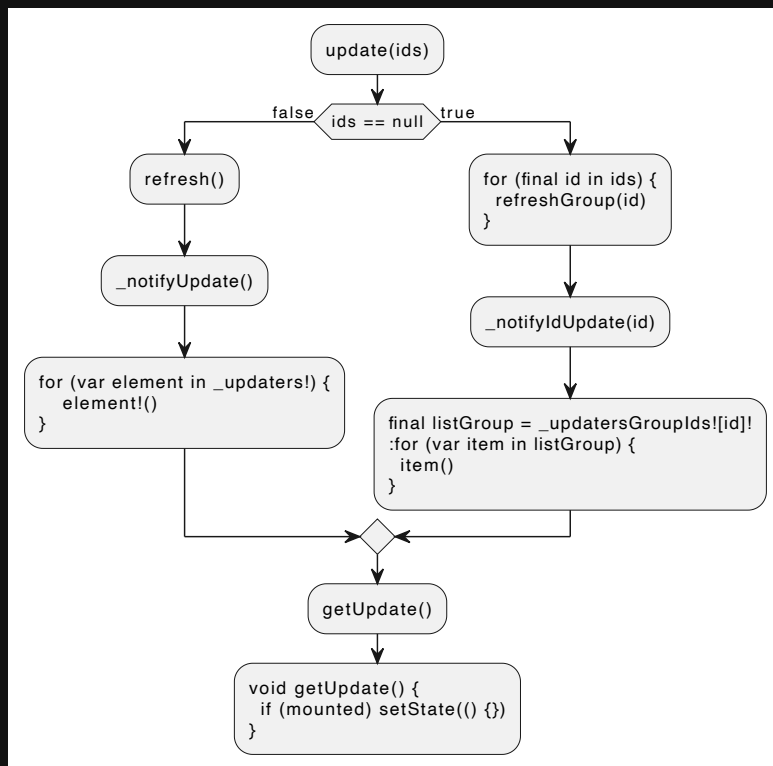 update(ids)
false
ids == null
true
refresh()
_notifyUpdate()
for (var element in _updaters!) {
element!()
}
for (final id in ids) {
refreshGroup(id)
}
_notifyIdUpdate(id)
final listGroup = _updatersGroupIds![id]!
:for (var item in listGroup) {
item()
}
getUpdate()
void getUpdate() {
if (mounted) setState(() {})
}